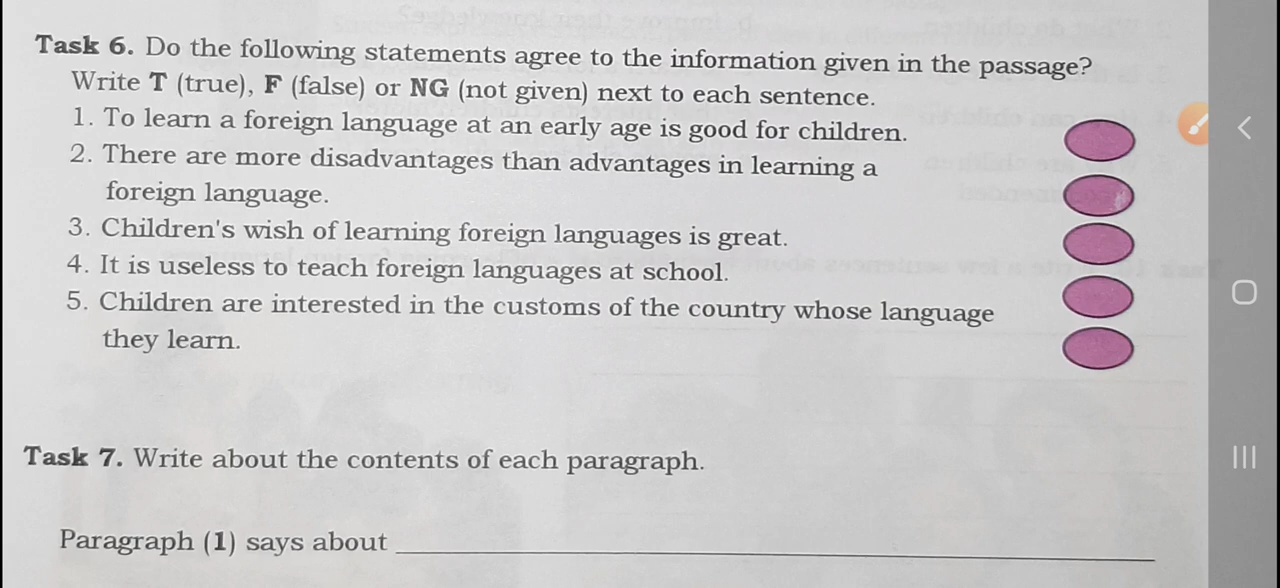 Task 6. Do the following statements agree to the information given in the passage?
Write T (true), F (false) or NG (not given) next to each sentence.
1. To learn a foreign language at an early age is good for children.
2. There are more disadvantages than advantages in learning a
foreign language.
3. Children's wish of learning foreign languages is great.
4. It is useless to teach foreign languages at school.
5. Children are interested in the customs of the country whose language
they learn.
Task 7. Write about the contents of each paragraph.
Paragraph (1) says about